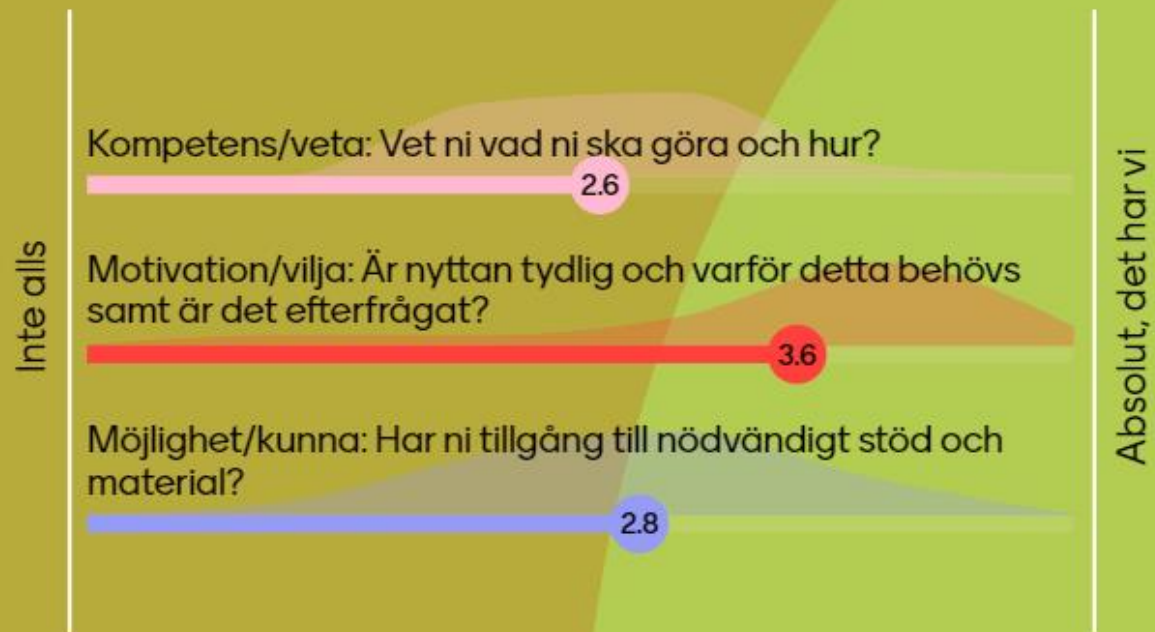 Inte alls
Kompetens/veta: Vet ni vad ni ska göra och hur?
2.6
Motivation/vilja: Är nyttan tydlig och varför detta behövs
samt är det efterfrågat?
3.6
Möjlighet/kunna: Har ni tillgång till nödvändigt stöd och
material?
2.8
Absolut, det har vi